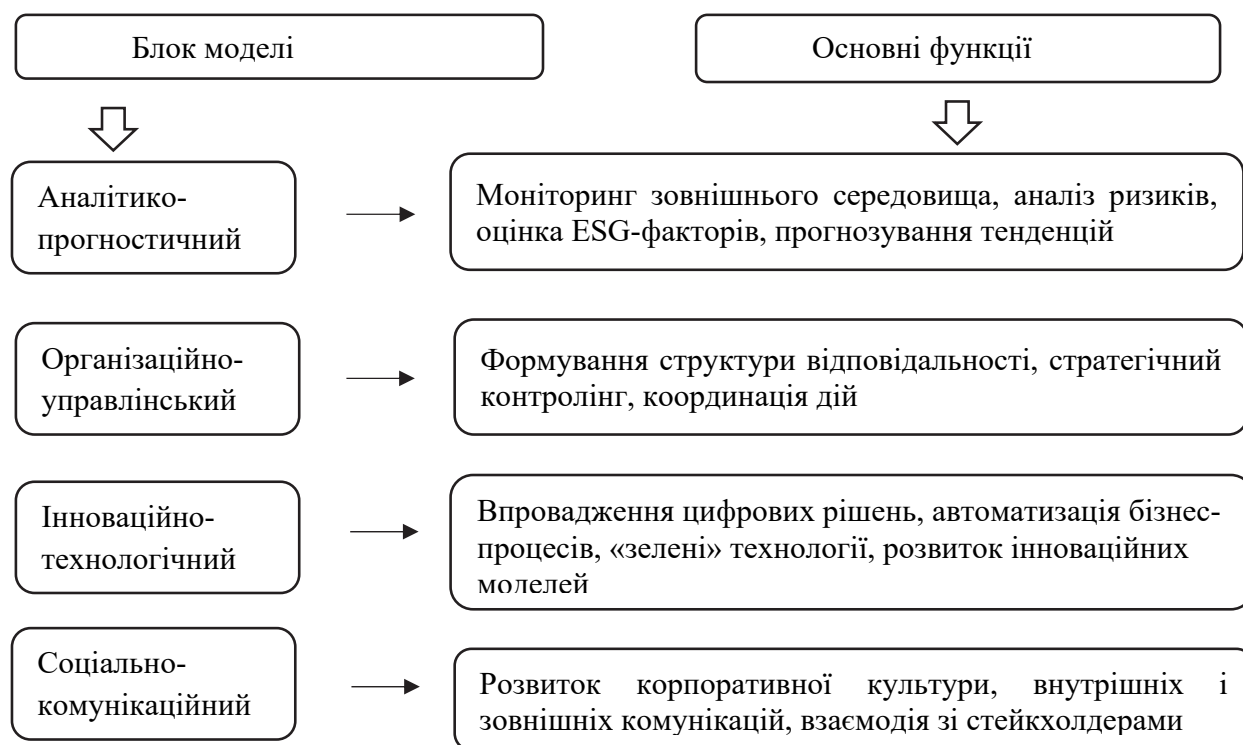 Блок моделі
Основні функції
Аналітико-
прогностичний
Моніторинг зовнішнього середовища, аналіз ризиків,
оцінка ESG-факторів, прогнозування тенденцій
Організаційно-
управлінський
Формування структури відповідальності, стратегічний
контролінг, координація дій
Інноваційно-
технологічний
Впровадження цифрових рішень, автоматизація бізнес-
процесів, «зелені» технології, розвиток інноваційних
моделей
Соціально-
комунікаційний
Розвиток корпоративної культури, внутрішніх і
зовнішніх комунікацій, взаємодія зі стейкхолдерами